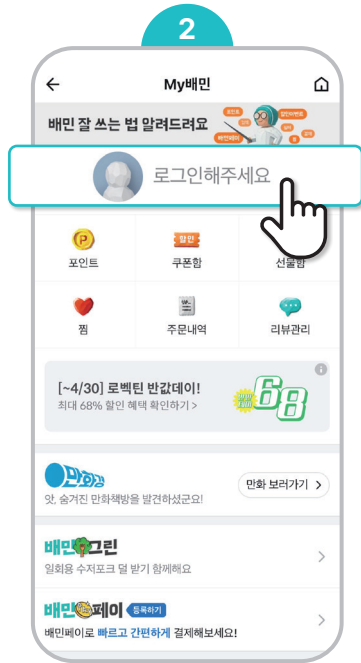 2
My배민
배민 잘 쓰는 법 알려드려요
로그인해주세요
포인트
쿠폰함
선물함
찜
주문내역
리뷰관리
[~4/30] 로벡틴 반값데이!
최대 68% 할인 혜택 확인하기 >
68
만화경
앗, 숨겨진 만화책방을 발견하셨군요!
만화 보러가기 >
배민그린
일회용 수저포크 덜 받기 함께해요
배민페이 등록하기
배민페이로 빠르고 간편하게 결제해보세요!